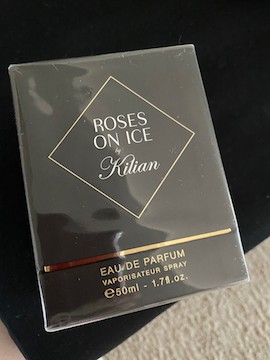 ROSES
ON ICE
by
Kilian
EAU DE PARFUM
VAPORISATEUR SPRAY
℮50ml - 1.7fl.oz.